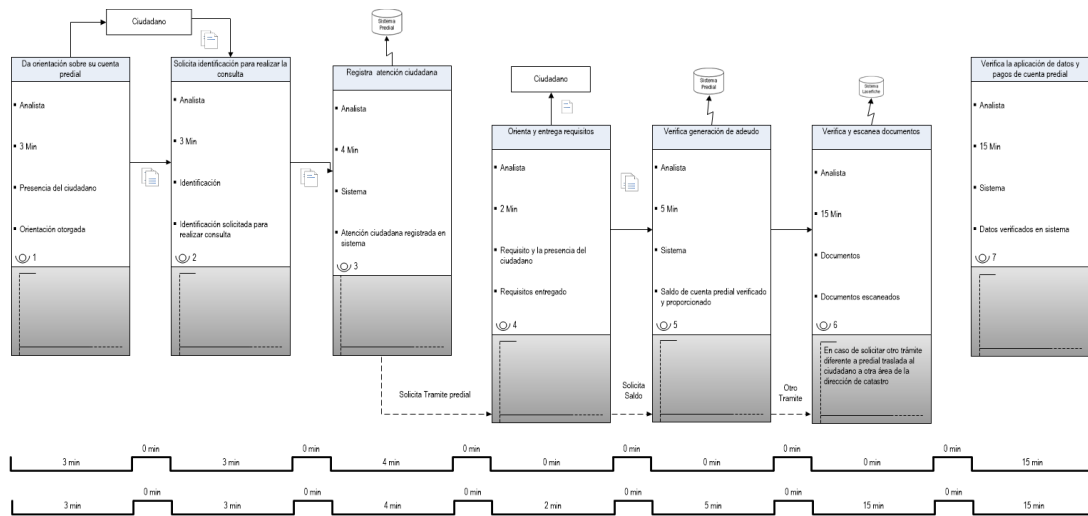 Ciudadano
Sistema
Predial
Da orientación sobre su cuenta
predial
▪ Analista
▪ 3 Min
▪ Presencia del ciudadano
▪ Orientación otorgada
1
Solicita identificación para realizar la
consulta
▪ Analista
▪ 3 Min
▪ Identificación
▪ Identificación solicitada para
realizar consulta
2
Registra atención ciudadana
▪ Analista
▪ 4 Min
▪ Sistema
▪ Atención ciudadana registrada en
sistema
3
Ciudadano
Orienta y entrega requisitos
▪ Analista
▪ 2 Min
▪ Requisito y la presencia del
ciudadano
▪ Requisitos entregado
4
Sistema
Predial
Verifica generación de adeudo
▪ Analista
▪ 5 Min
▪ Sistema
▪ Saldo de cuenta predial verificado
y proporcionado
5
Sistema
Verifica y escanea documentos
▪ Analista
▪ 15 Min
▪ Documentos
▪ Documentos escaneados
6
En caso de solicitar otro trámite
diferente a predial traslada al
ciudadano a otra área de la
dirección de catastro
Verifica la aplicación de datos y
pagos de cuenta predial
▪ Analista
▪ 15 Min
▪ Sistema
▪ Datos verificados en sistema
7
Solicita Tramite predial
Solicita
Saldo
Otro
Tramite
0 min 0 min 0 min 0 min 0 min 0 min
3 min 3 min 4 min 0 min 0 min 0 min 15 min
0 min 0 min 0 min 0 min 0 min 0 min
3 min 3 min 4 min 2 min 5 min 15 min 15 min